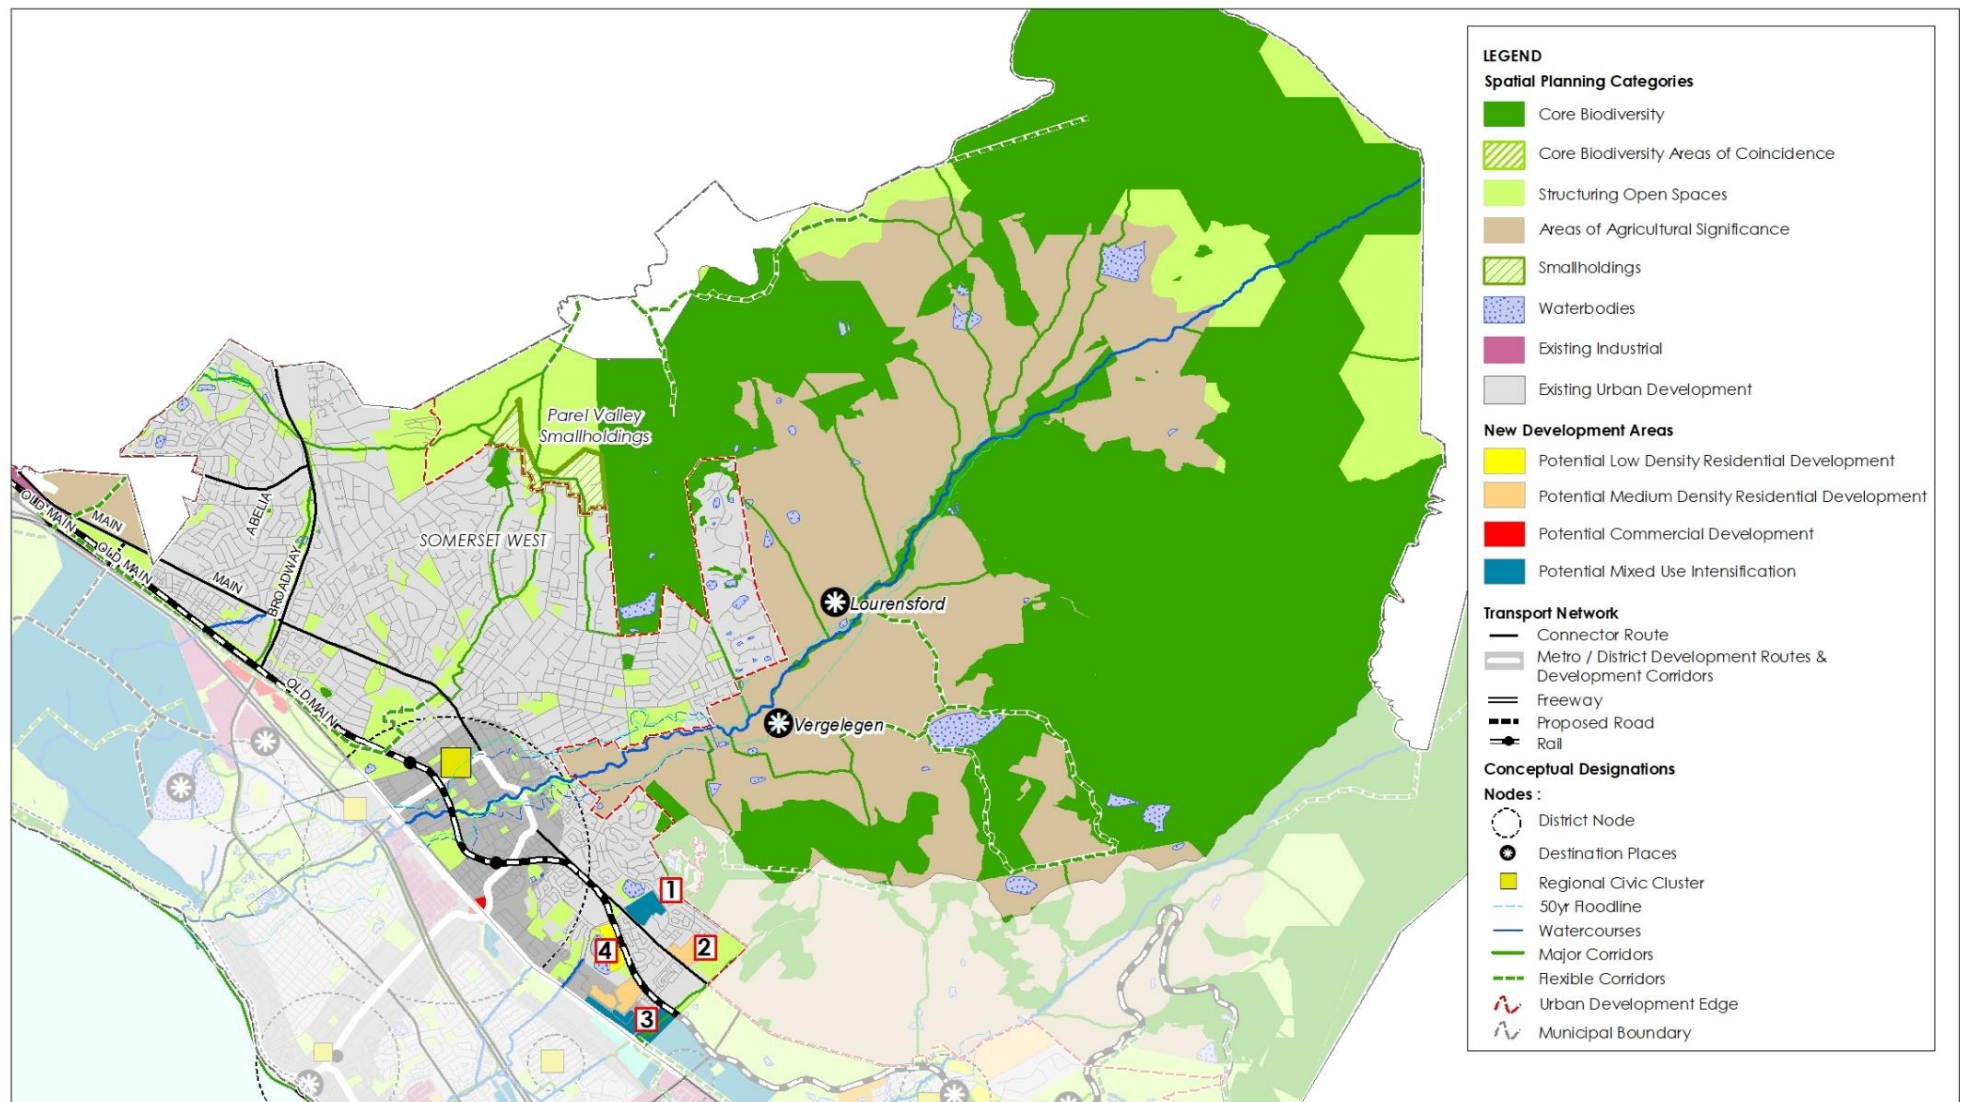 Parel Valley
Smallholdings
SOMERSET WEST
ABELIA
BROADWAY
OLD MAIN
MAIN
OLD MAIN
MAIN
OLD MAIN
Lourensford
Vergelegen
1
2
4
3
LEGEND
Spatial Planning Categories
Core Biodiversity
Core Biodiversity Areas of Coincidence
Structuring Open Spaces
Areas of Agricultural Significance
Smallholdings
Waterbodies
Existing Industrial
Existing Urban Development
New Development Areas
Potential Low Density Residential Development
Potential Medium Density Residential Development
Potential Commercial Development
Potential Mixed Use Intensification
Transport Network
Connector Route
Metro / District Development Routes &
Development Corridors
Freeway
Proposed Road
Rail
Conceptual Designations
Nodes :
District Node
Destination Places
Regional Civic Cluster
50yr Floodline
Watercourses
Major Corridors
Flexible Corridors
Urban Development Edge
Municipal Boundary